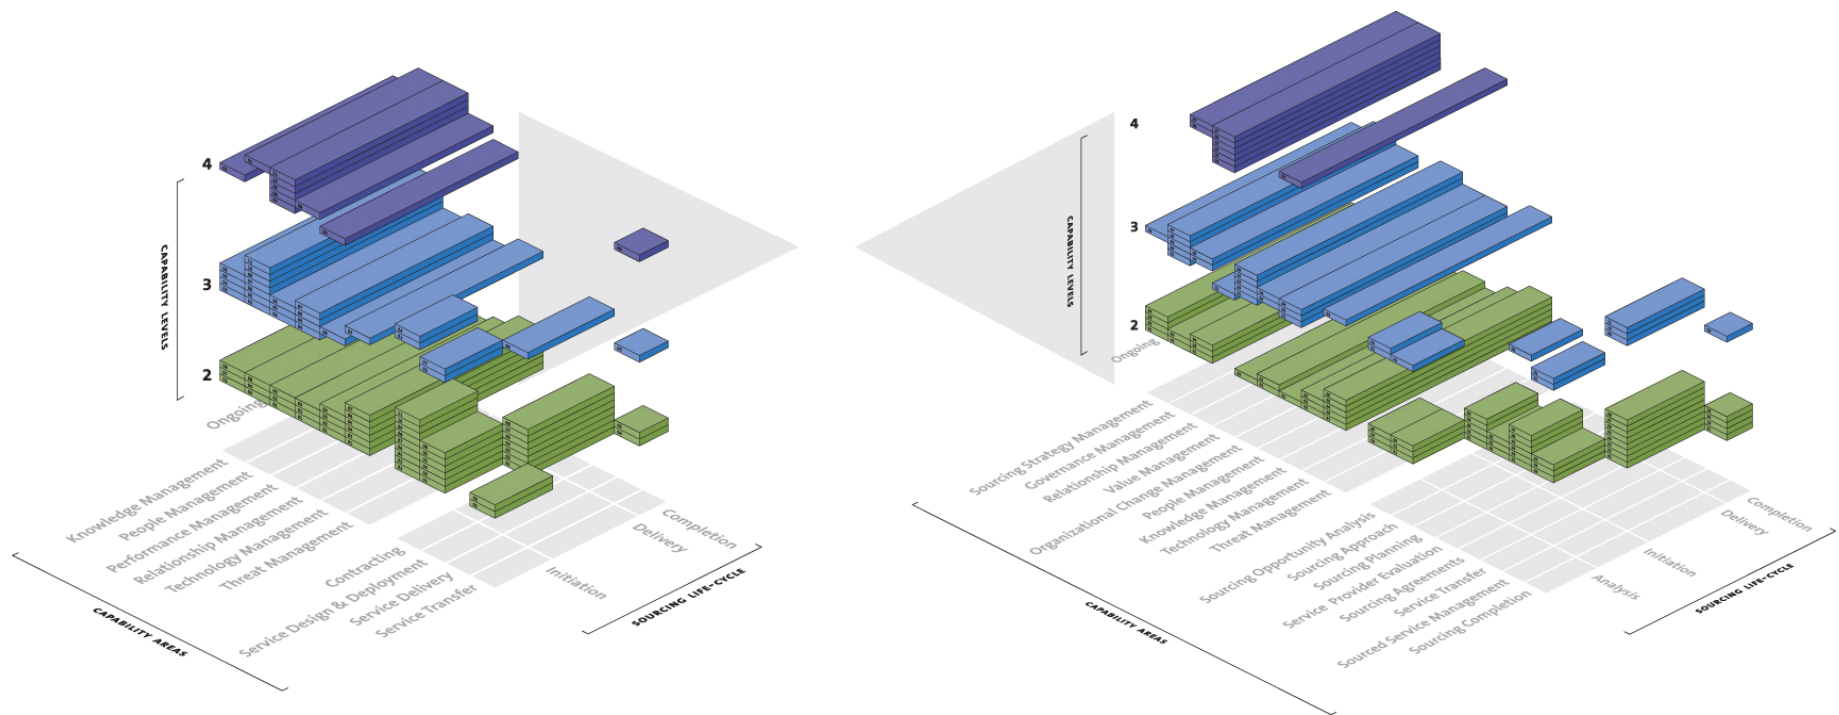 4
3
2
CAPABILITY LEVELS
Ongoing
Knowledge Management
People Management
Performance Management
Relationship Management
Technology Management
Threat Management
Contracting
Service Design & Deployment
Service Delivery
Service Transfer
CAPABILITY AREAS
Initiation
Delivery
Completion
SOURCING LIFE-CYCLE
4
3
2
CAPABILITY LEVELS
Ongoing
Sourcing Strategy Management
Governance Management
Relationship Management
Value Management
Organizational Change Management
People Management
Knowledge Management
Technology Management
Threat Management
Sourcing Opportunity Analysis
Sourcing Approach
Sourcing Planning
Service Provider Evaluation
Sourcing Agreements
Service Transfer
Sourced Service Management
Sourcing Completion
CAPABILITY AREAS
Analysis
Initiation
Delivery
Completion
SOURCING LIFE-CYCLE